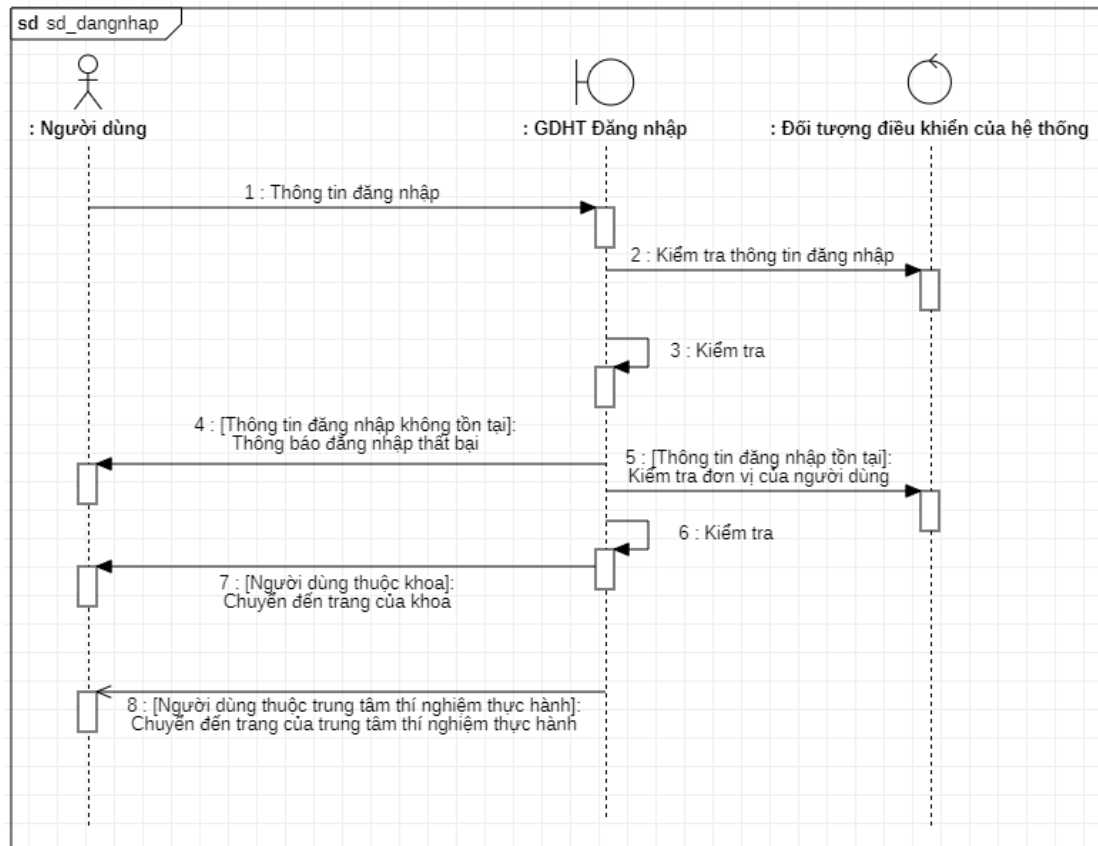 sd sd_dangnhap
: Người dùng
: GDHT Đăng nhập
: Đối tượng điều khiển của hệ thống
1 : Thông tin đăng nhập
2 : Kiểm tra thông tin đăng nhập
3 : Kiểm tra
4 : [Thông tin đăng nhập không tồn tại]:
Thông báo đăng nhập thất bại
5 : [Thông tin đăng nhập tồn tại]:
Kiểm tra đơn vị của người dùng
6 : Kiểm tra
7 : [Người dùng thuộc khoa]:
Chuyển đến trang của khoa
8 : [Người dùng thuộc trung tâm thí nghiệm thực hành]:
Chuyển đến trang của trung tâm thí nghiệm thực hành